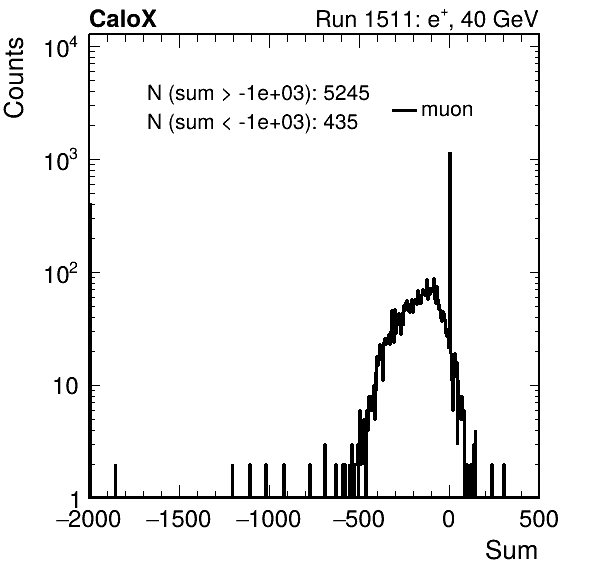 CaloX Run 1511: e⁺, 40 GeV
Counts
10⁴
N (sum > -1e+03): 5245
muon
N (sum < -1e+03): 435
10³
10²
10
1
−2000 −1500 −1000 −500 0 500
Sum